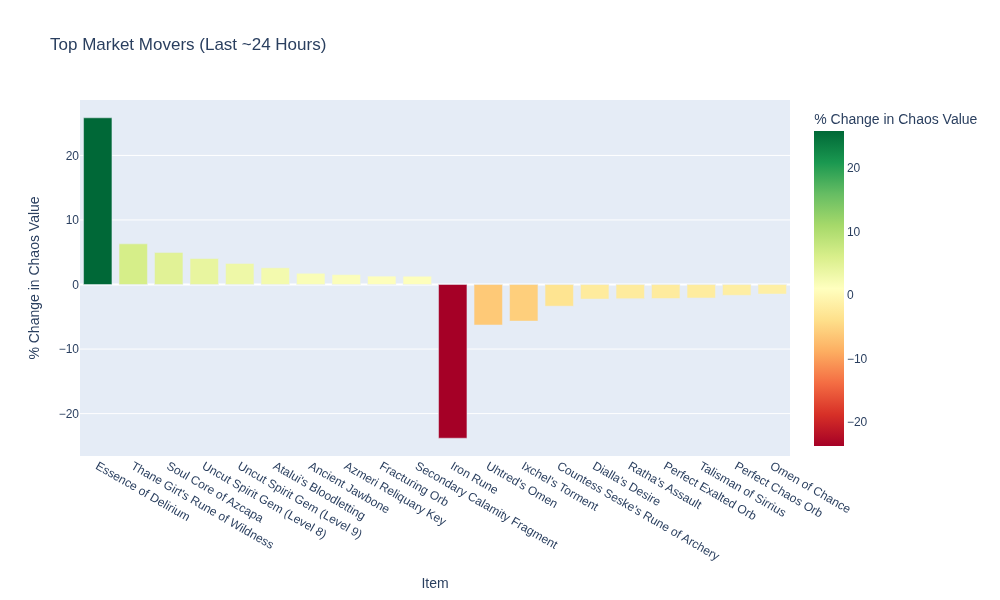 Top Market Movers (Last ~24 Hours)
% Change in Chaos Value
20
10
0
−10
−20
% Change in Chaos Value
20
10
0
−10
−20
Essence of Delirium
Thane Girt's Rune of Wildness
Soul Core of Azcapa
Uncut Spirit Gem (Level 8)
Uncut Spirit Gem (Level 9)
Atalui's Bloodletting
Ancient Jawbone
Azmeri Reliquary Key
Fracturing Orb
Secondary Calamity Fragment
Iron Rune
Uhtred's Omen
Ixchel's Torment
Countess Seske's Rune of Archery
Dialla's Desire
Ratha's Assault
Perfect Exalted Orb
Talisman of Sirrius
Perfect Chaos Orb
Omen of Chance
Item